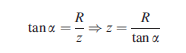 tan α = R/z ⇒ z = R/tan α